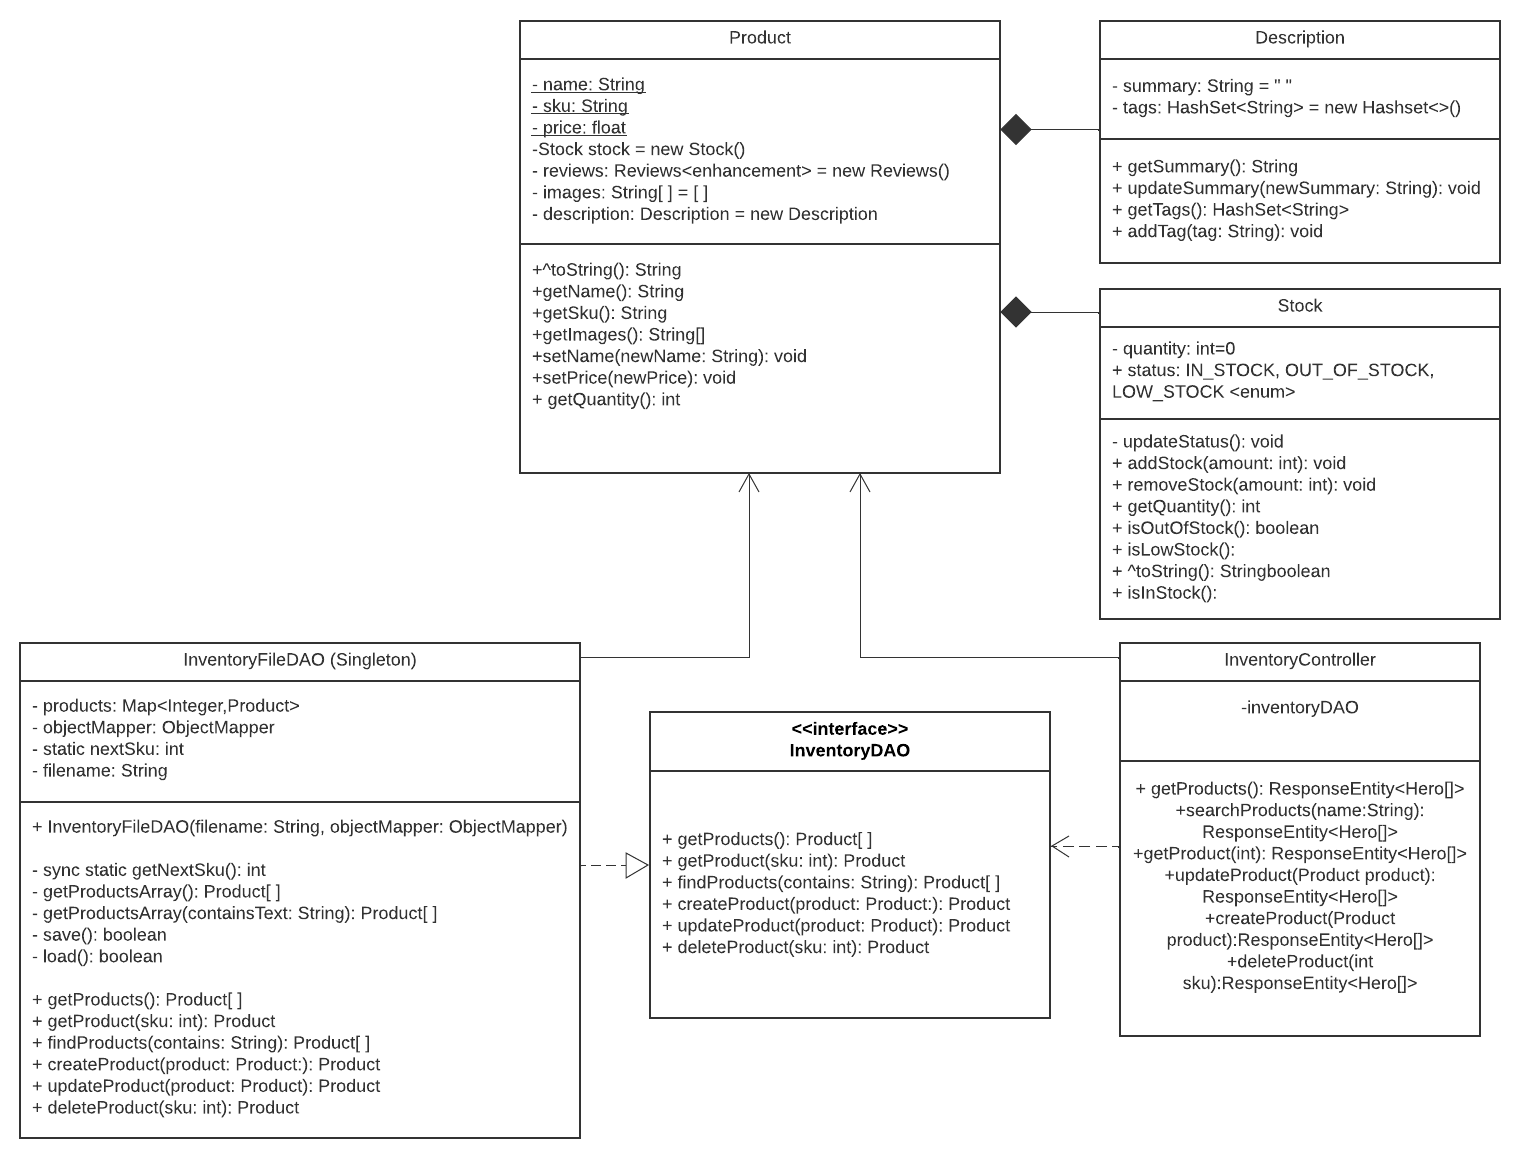 Product
- name: String
- sku: String
- price: float
-Stock stock = new Stock()
- reviews: Reviews<enhancement> = new Reviews()
- images: String[ ] = [ ]
- description: Description = new Description
+^toString(): String
+getName(): String
+getSku(): String
+getImages(): String[]
+setName(newName: String): void
+setPrice(newPrice): void
+ getQuantity(): int
Description
- summary: String = " "
- tags: HashSet<String> = new Hashset<>()
+ getSummary(): String
+ updateSummary(newSummary: String): void
+ getTags(): HashSet<String>
+ addTag(tag: String): void
Stock
- quantity: int=0
+ status: IN_STOCK, OUT_OF_STOCK,
LOW_STOCK <enum>
- updateStatus(): void
+ addStock(amount: int): void
+ removeStock(amount: int): void
+ getQuantity(): int
+ isOutOfStock(): boolean
+ isLowStock():
+ ^toString(): Stringboolean
+ isInStock():
InventoryFileDAO (Singleton)
- products: Map<Integer,Product>
- objectMapper: ObjectMapper
- static nextSku: int
- filename: String
+ InventoryFileDAO(filename: String, objectMapper: ObjectMapper)
- sync static getNextSku(): int
- getProductsArray(): Product[ ]
- getProductsArray(containsText: String): Product[ ]
- save(): boolean
- load(): boolean
+ getProducts(): Product[ ]
+ getProduct(sku: int): Product
+ findProducts(contains: String): Product[ ]
+ createProduct(product: Product:): Product
+ updateProduct(product: Product): Product
+ deleteProduct(sku: int): Product
<<interface>>
InventoryDAO
+ getProducts(): Product[ ]
+ getProduct(sku: int): Product
+ findProducts(contains: String): Product[ ]
+ createProduct(product: Product:): Product
+ updateProduct(product: Product): Product
+ deleteProduct(sku: int): Product
InventoryController
-inventoryDAO
+ getProducts(): ResponseEntity<Hero[]>
+searchProducts(name:String):
ResponseEntity<Hero[]>
+getProduct(int): ResponseEntity<Hero[]>
+updateProduct(Product product):
ResponseEntity<Hero[]>
+createProduct(Product
product):ResponseEntity<Hero[]>
+deleteProduct(int
sku):ResponseEntity<Hero[]>